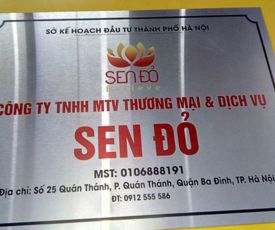 SỞ KẾ HOẠCH ĐẦU TƯ THÀNH PHỐ HÀ NỘI
SEN ĐỎ
Believe
CÔNG TY TNHH MTV THƯƠNG MẠI & DỊCH VỤ
SEN ĐỎ
MST: 0106888191
Địa chỉ: Số 25 Quán Thánh, P. Quán Thánh, Quận Ba Đình, TP. Hà Nội
ĐT: 0912 555 586